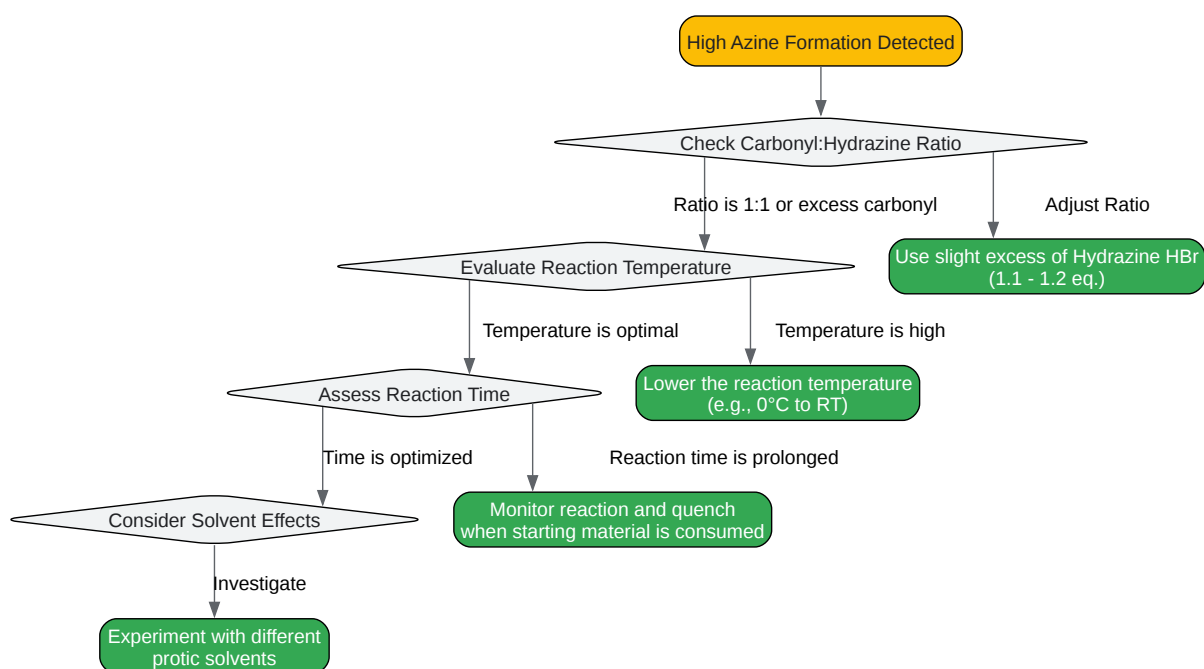 High Azine Formation Detected
Check Carbonyl:Hydrazine Ratio
Ratio is 1:1 or excess carbonyl
Adjust Ratio
Evaluate Reaction Temperature
Use slight excess of Hydrazine HBr
(1.1 - 1.2 eq.)
Temperature is optimal
Temperature is high
Assess Reaction Time
Lower the reaction temperature
(e.g., 0°C to RT)
Time is optimized
Reaction time is prolonged
Consider Solvent Effects
Monitor reaction and quench
when starting material is consumed
Investigate
Experiment with different
protic solvents